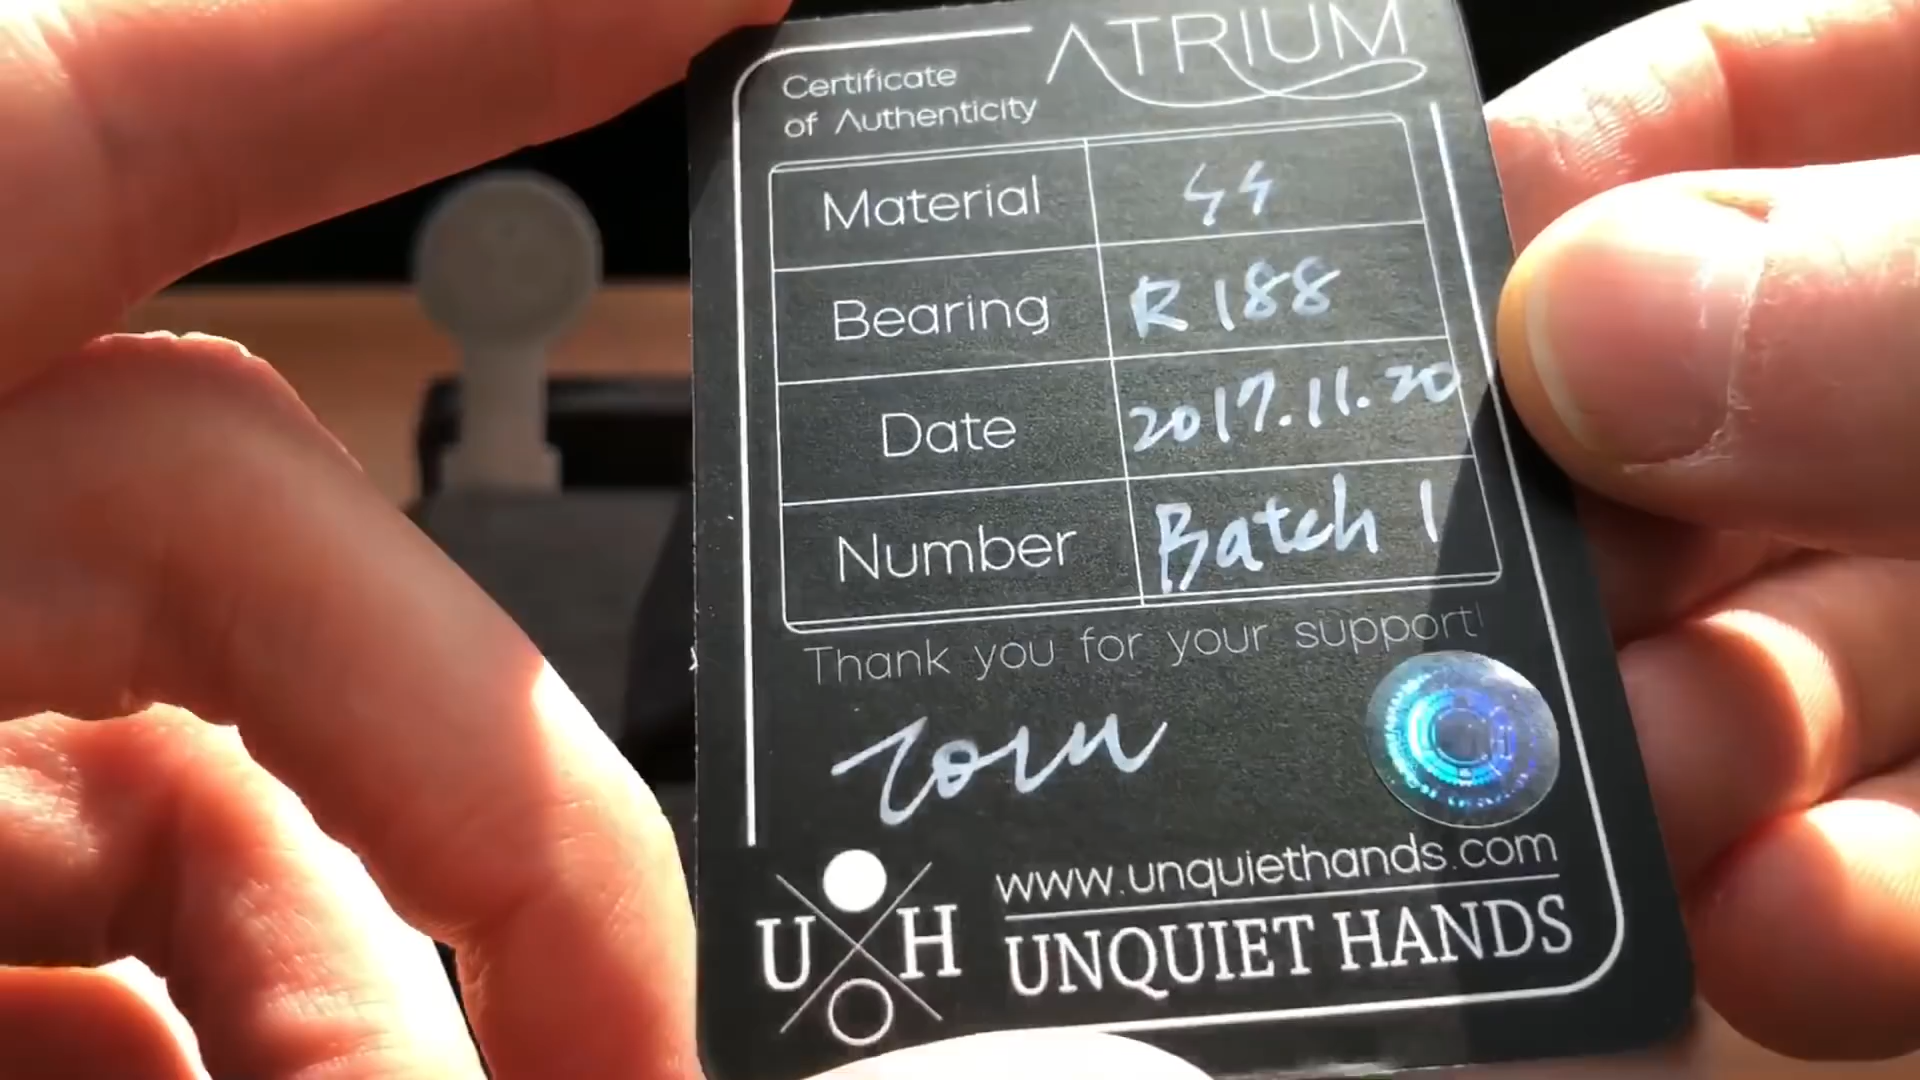 ATRIUM
Certificate
of Authenticity
Material SS
Bearing R188
Date 2017.11.20
Number Batch 1
Thank you for your support!
U H
www.unquiethands.com
UNQUIET HANDS